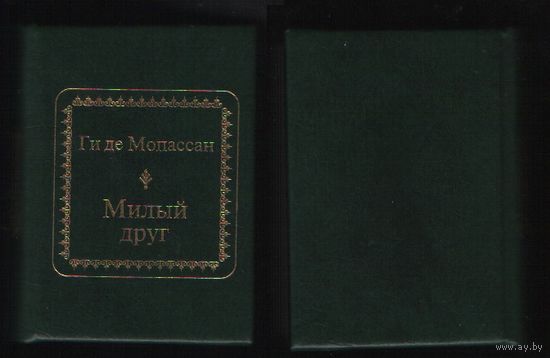 Ги де Мопассан
Милый
друг
www.ay.by